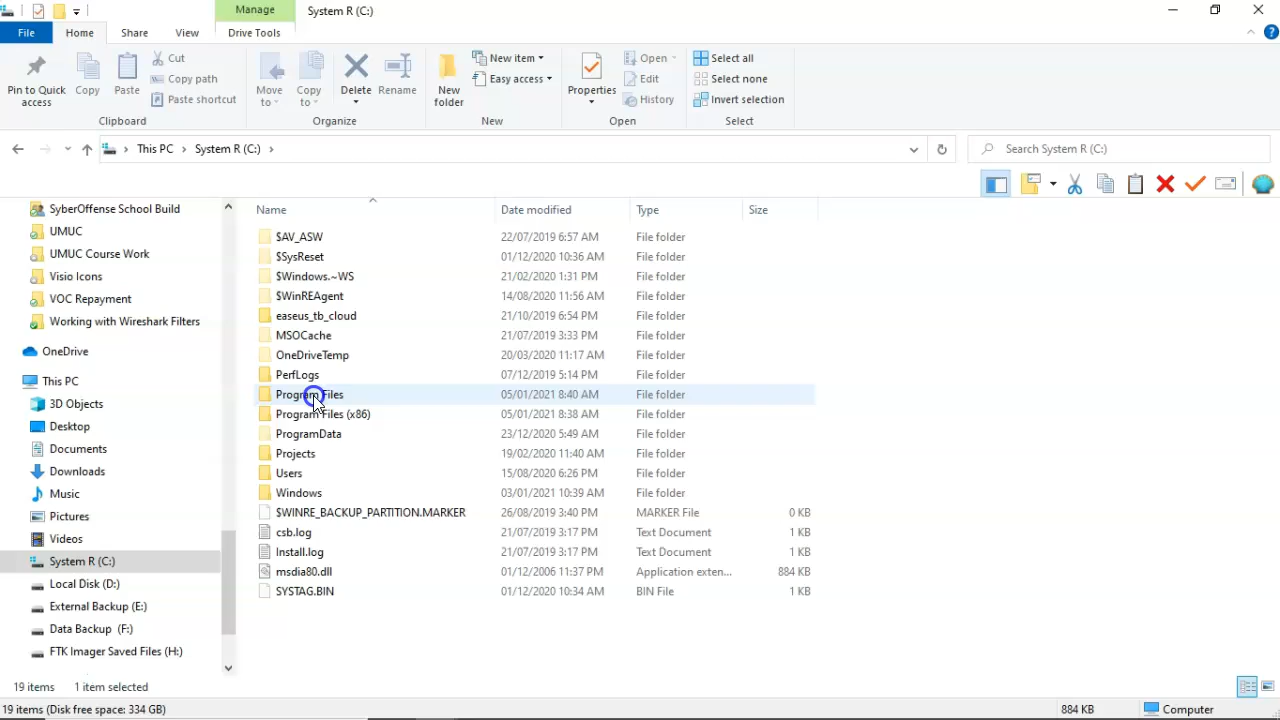 Manage
System R (C:)
File
Home
Share
View
Drive Tools
Pin to Quick access
Copy
Paste
Cut
Copy path
Paste shortcut
Clipboard
Move to
Copy to
Delete
Rename
Organize
New folder
New item
Easy access
New
Properties
Open
Edit
History
Open
Select all
Select none
Invert selection
Select
This PC > System R (C:) >
Search System R (C:)
Name Date modified Type Size
SyberOffense School Build
UMUC
UMUC Course Work
Visio Icons
VOC Repayment
Working with Wireshark Filters
OneDrive
This PC
3D Objects
Desktop
Documents
Downloads
Music
Pictures
Videos
System R (C:)
Local Disk (D:)
External Backup (E:)
Data Backup (F:)
FTK Imager Saved Files (H:)
$AV_ASW 22/07/2019 6:57 AM File folder
$SysReset 01/12/2020 10:36 AM File folder
$Windows.~WS 21/02/2020 1:31 PM File folder
$WinREAgent 14/08/2020 11:56 AM File folder
easeus_tb_cloud 21/10/2019 6:54 PM File folder
MSOCache 21/07/2019 3:33 PM File folder
OneDriveTemp 20/03/2020 11:17 AM File folder
PerfLogs 07/12/2019 5:14 PM File folder
Program Files 05/01/2021 8:40 AM File folder
Program Files (x86) 05/01/2021 8:38 AM File folder
ProgramData 23/12/2020 5:49 AM File folder
Projects 19/02/2020 11:40 AM File folder
Users 15/08/2020 6:26 PM File folder
Windows 03/01/2021 10:39 AM File folder
$WINRE_BACKUP_PARTITION.MARKER 26/08/2019 3:40 PM MARKER File 0 KB
csb.log 21/07/2019 3:17 PM Text Document 1 KB
Install.log 21/07/2019 3:17 PM Text Document 1 KB
msdia80.dll 01/12/2006 11:37 PM Application exten... 884 KB
SYSTAG.BIN 01/12/2020 10:34 AM BIN File 1 KB
19 items 1 item selected
19 items (Disk free space: 334 GB) 884 KB Computer